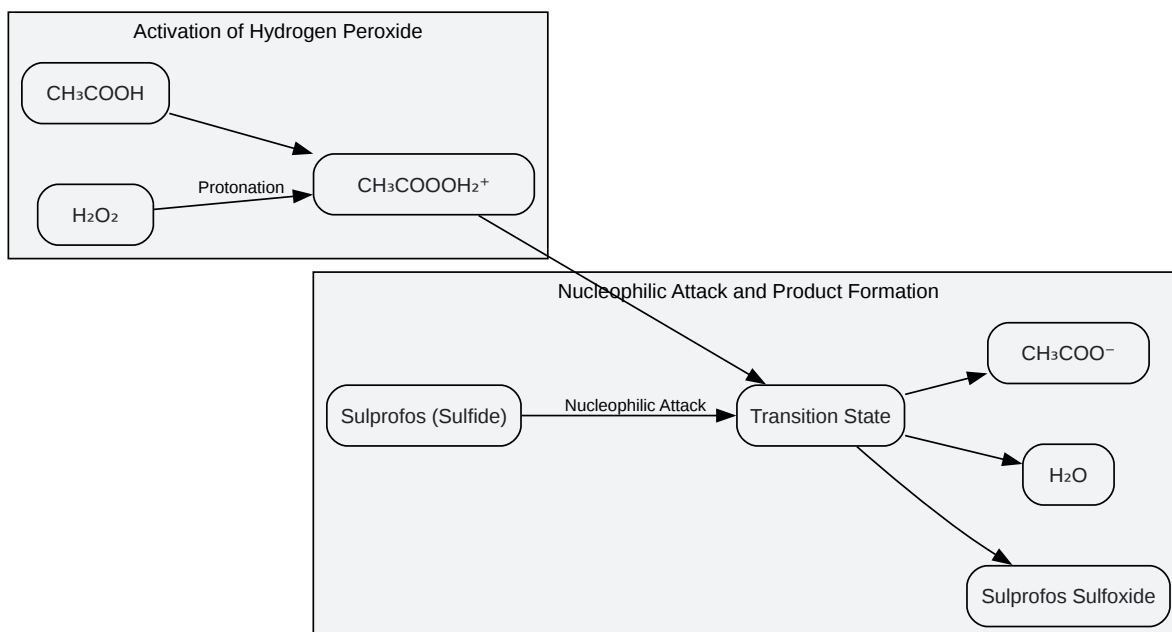 Activation of Hydrogen Peroxide
CH₃COOH
Protonation
CH₃COOOH₂⁺
H₂O₂
Nucleophilic Attack and Product Formation
CH₃COO⁻
Sulprofos (Sulfide)
Nucleophilic Attack
Transition State
H₂O
Sulprofos Sulfoxide